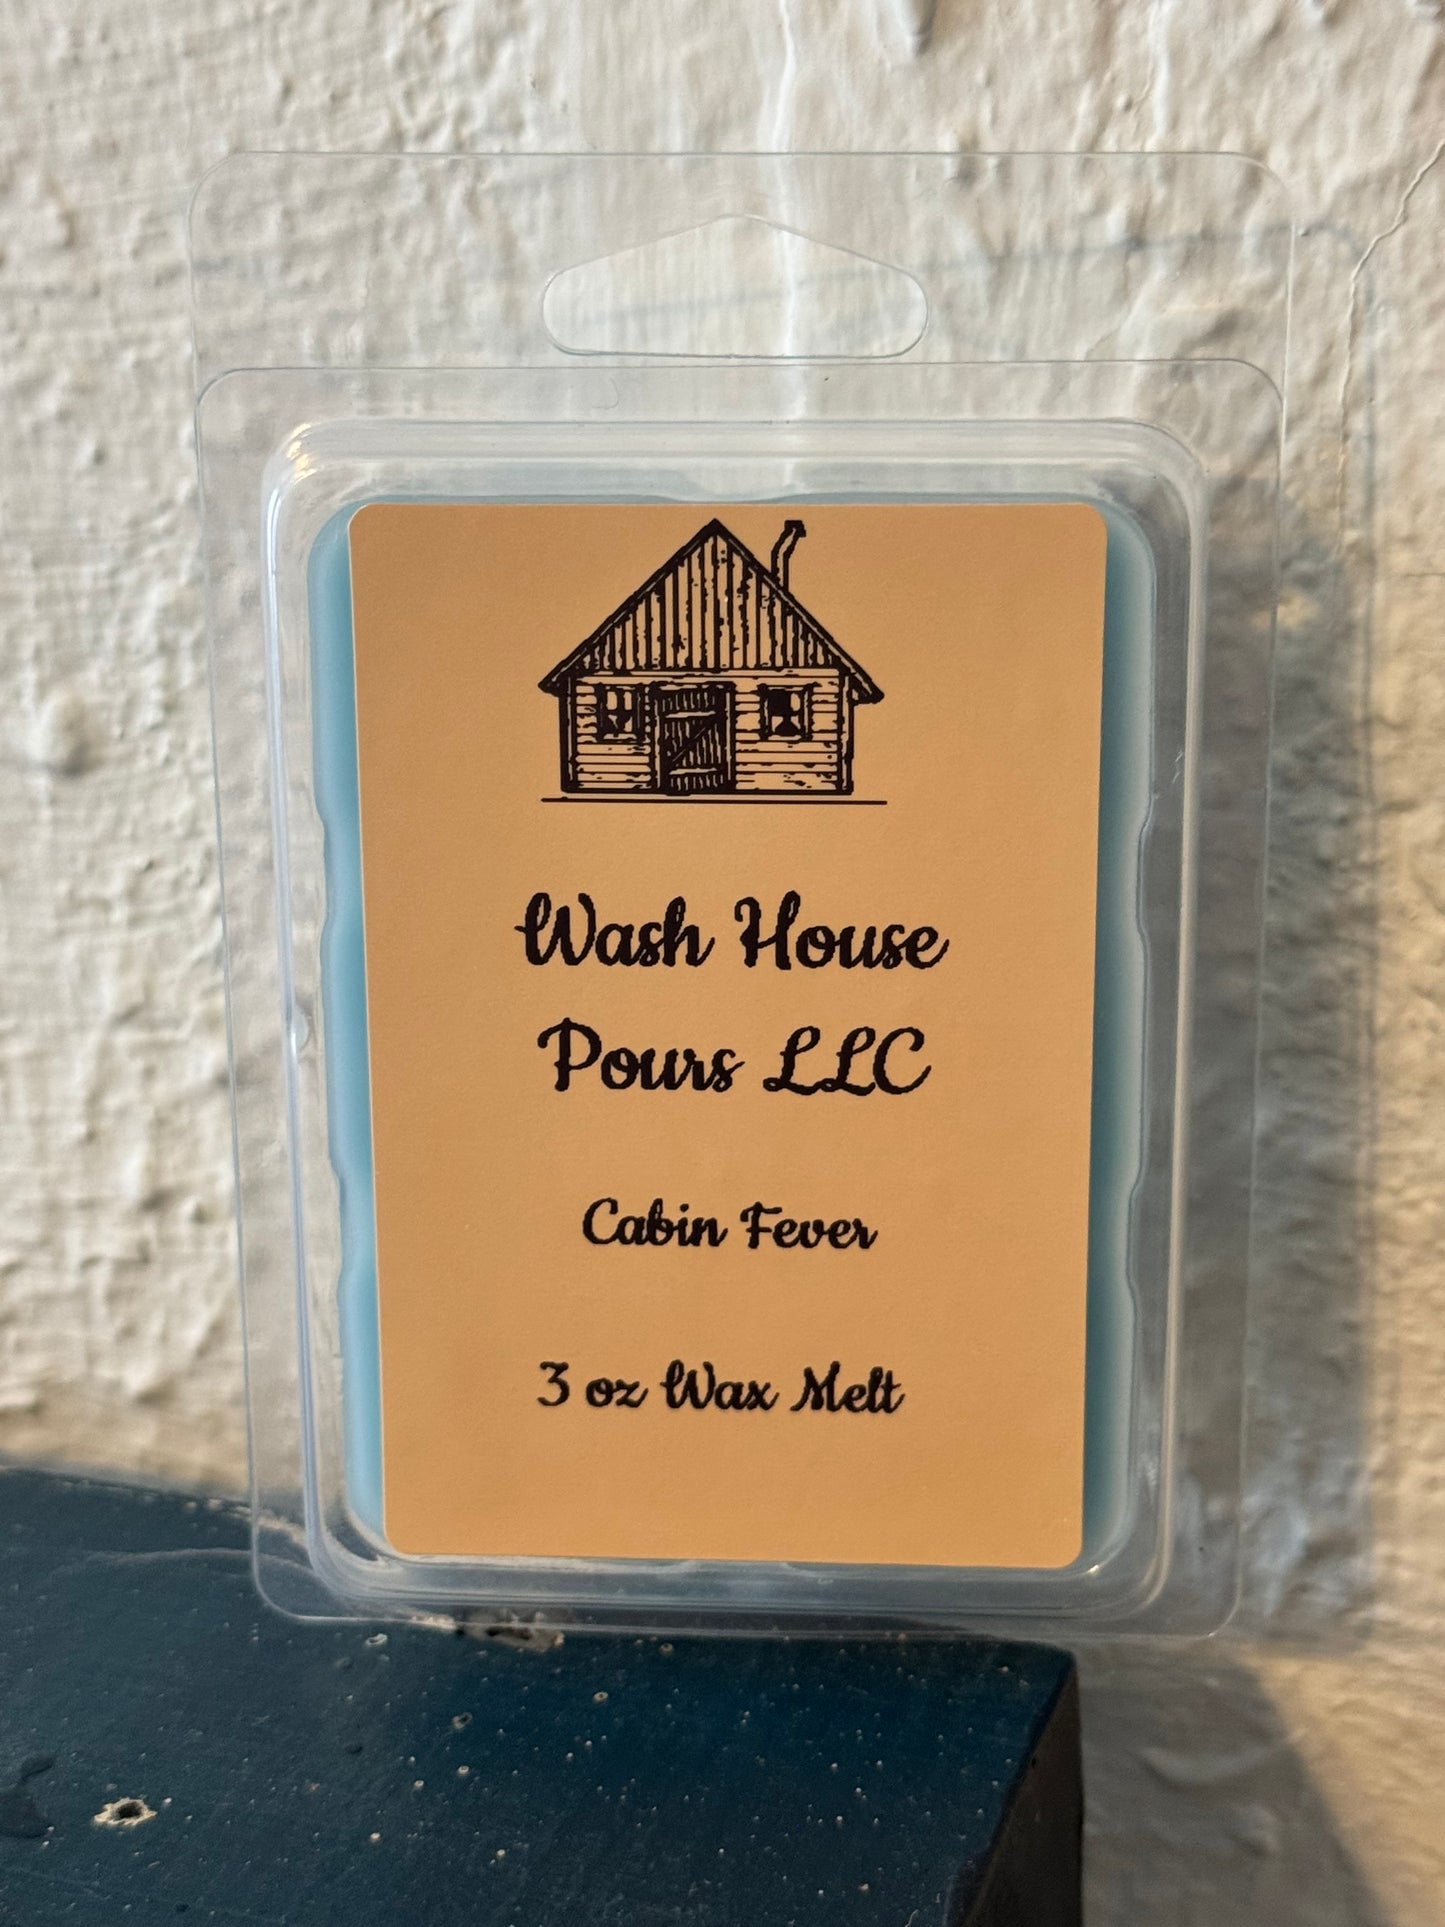 Wash House
Pours LLC
Cabin Fever
3 oz Wax Melt